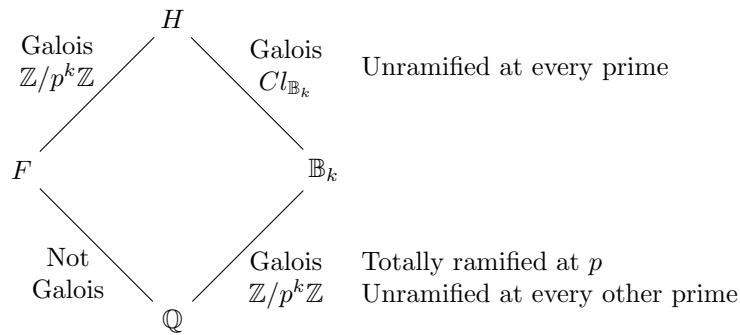 H
Galois
ℤ/p^kℤ
Galois
Cl_{𝔹_k}
Unramified at every prime
F
𝔹_k
Not
Galois
Galois
ℤ/p^kℤ
Totally ramified at p
Unramified at every other prime
ℚ